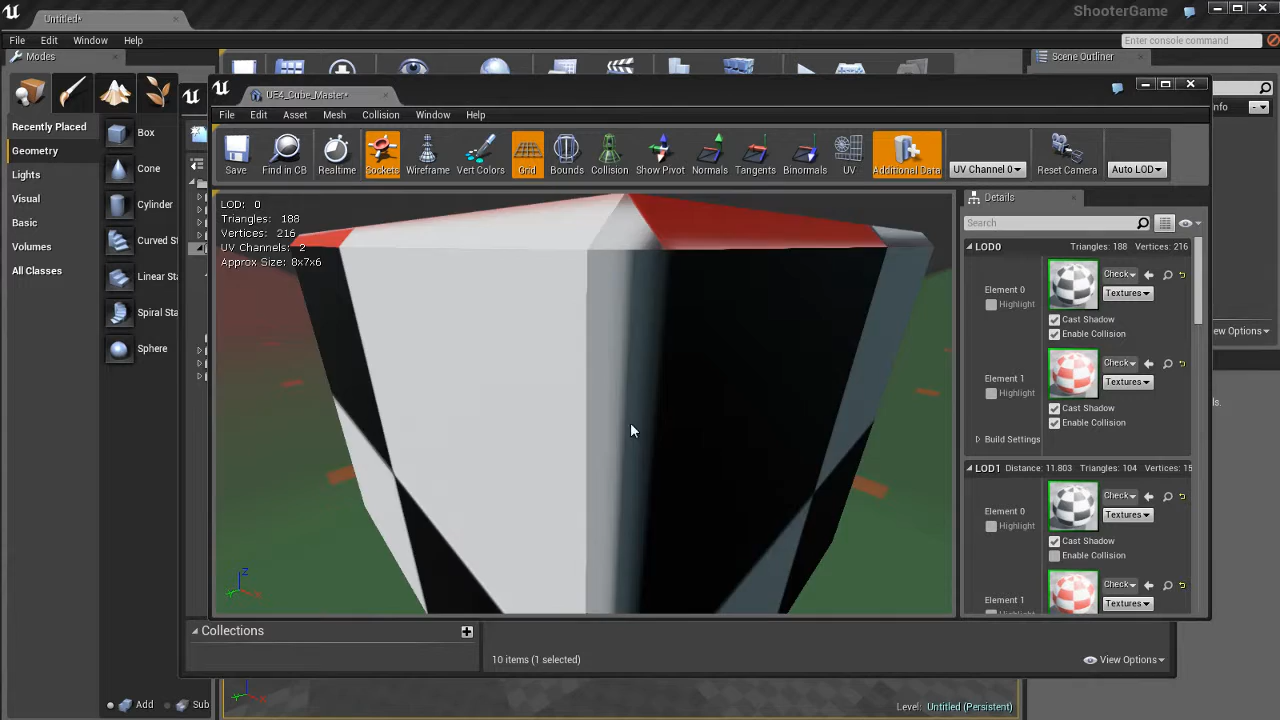 Untitled*
ShooterGame
File Edit Window Help
Enter console command
Modes
Scene Outliner
UE4_Cube_Master*
File Edit Asset Mesh Collision Window Help
Save Find in CB Realtime Sockets Wireframe Vert Colors Grid Bounds Collision Show Pivot Normals Tangents Binormals UV Additional Data UV Channel 0 Reset Camera Auto LOD
Recently Placed
Geometry
Lights
Visual
Basic
Volumes
All Classes
Box
Cone
Cylinder
Curved St
Linear Sta
Spiral Sta
Sphere
LOD: 0
Triangles: 188
Vertices: 216
UV Channels: 2
Approx Size: 8x7x6
Details
Search
LOD0 Triangles: 188 Vertices: 216
Element 0
Highlight
Check
Textures
Cast Shadow
Enable Collision
Element 1
Highlight
Check
Textures
Cast Shadow
Enable Collision
Build Settings
LOD1 Distance: 11.803 Triangles: 104 Vertices: 15
Element 0
Highlight
Check
Textures
Cast Shadow
Enable Collision
Element 1
Highlight
Check
Textures
nfo
ew Options
s.
Collections
10 items (1 selected)
View Options
Add Sub
Level: Untitled (Persistent)